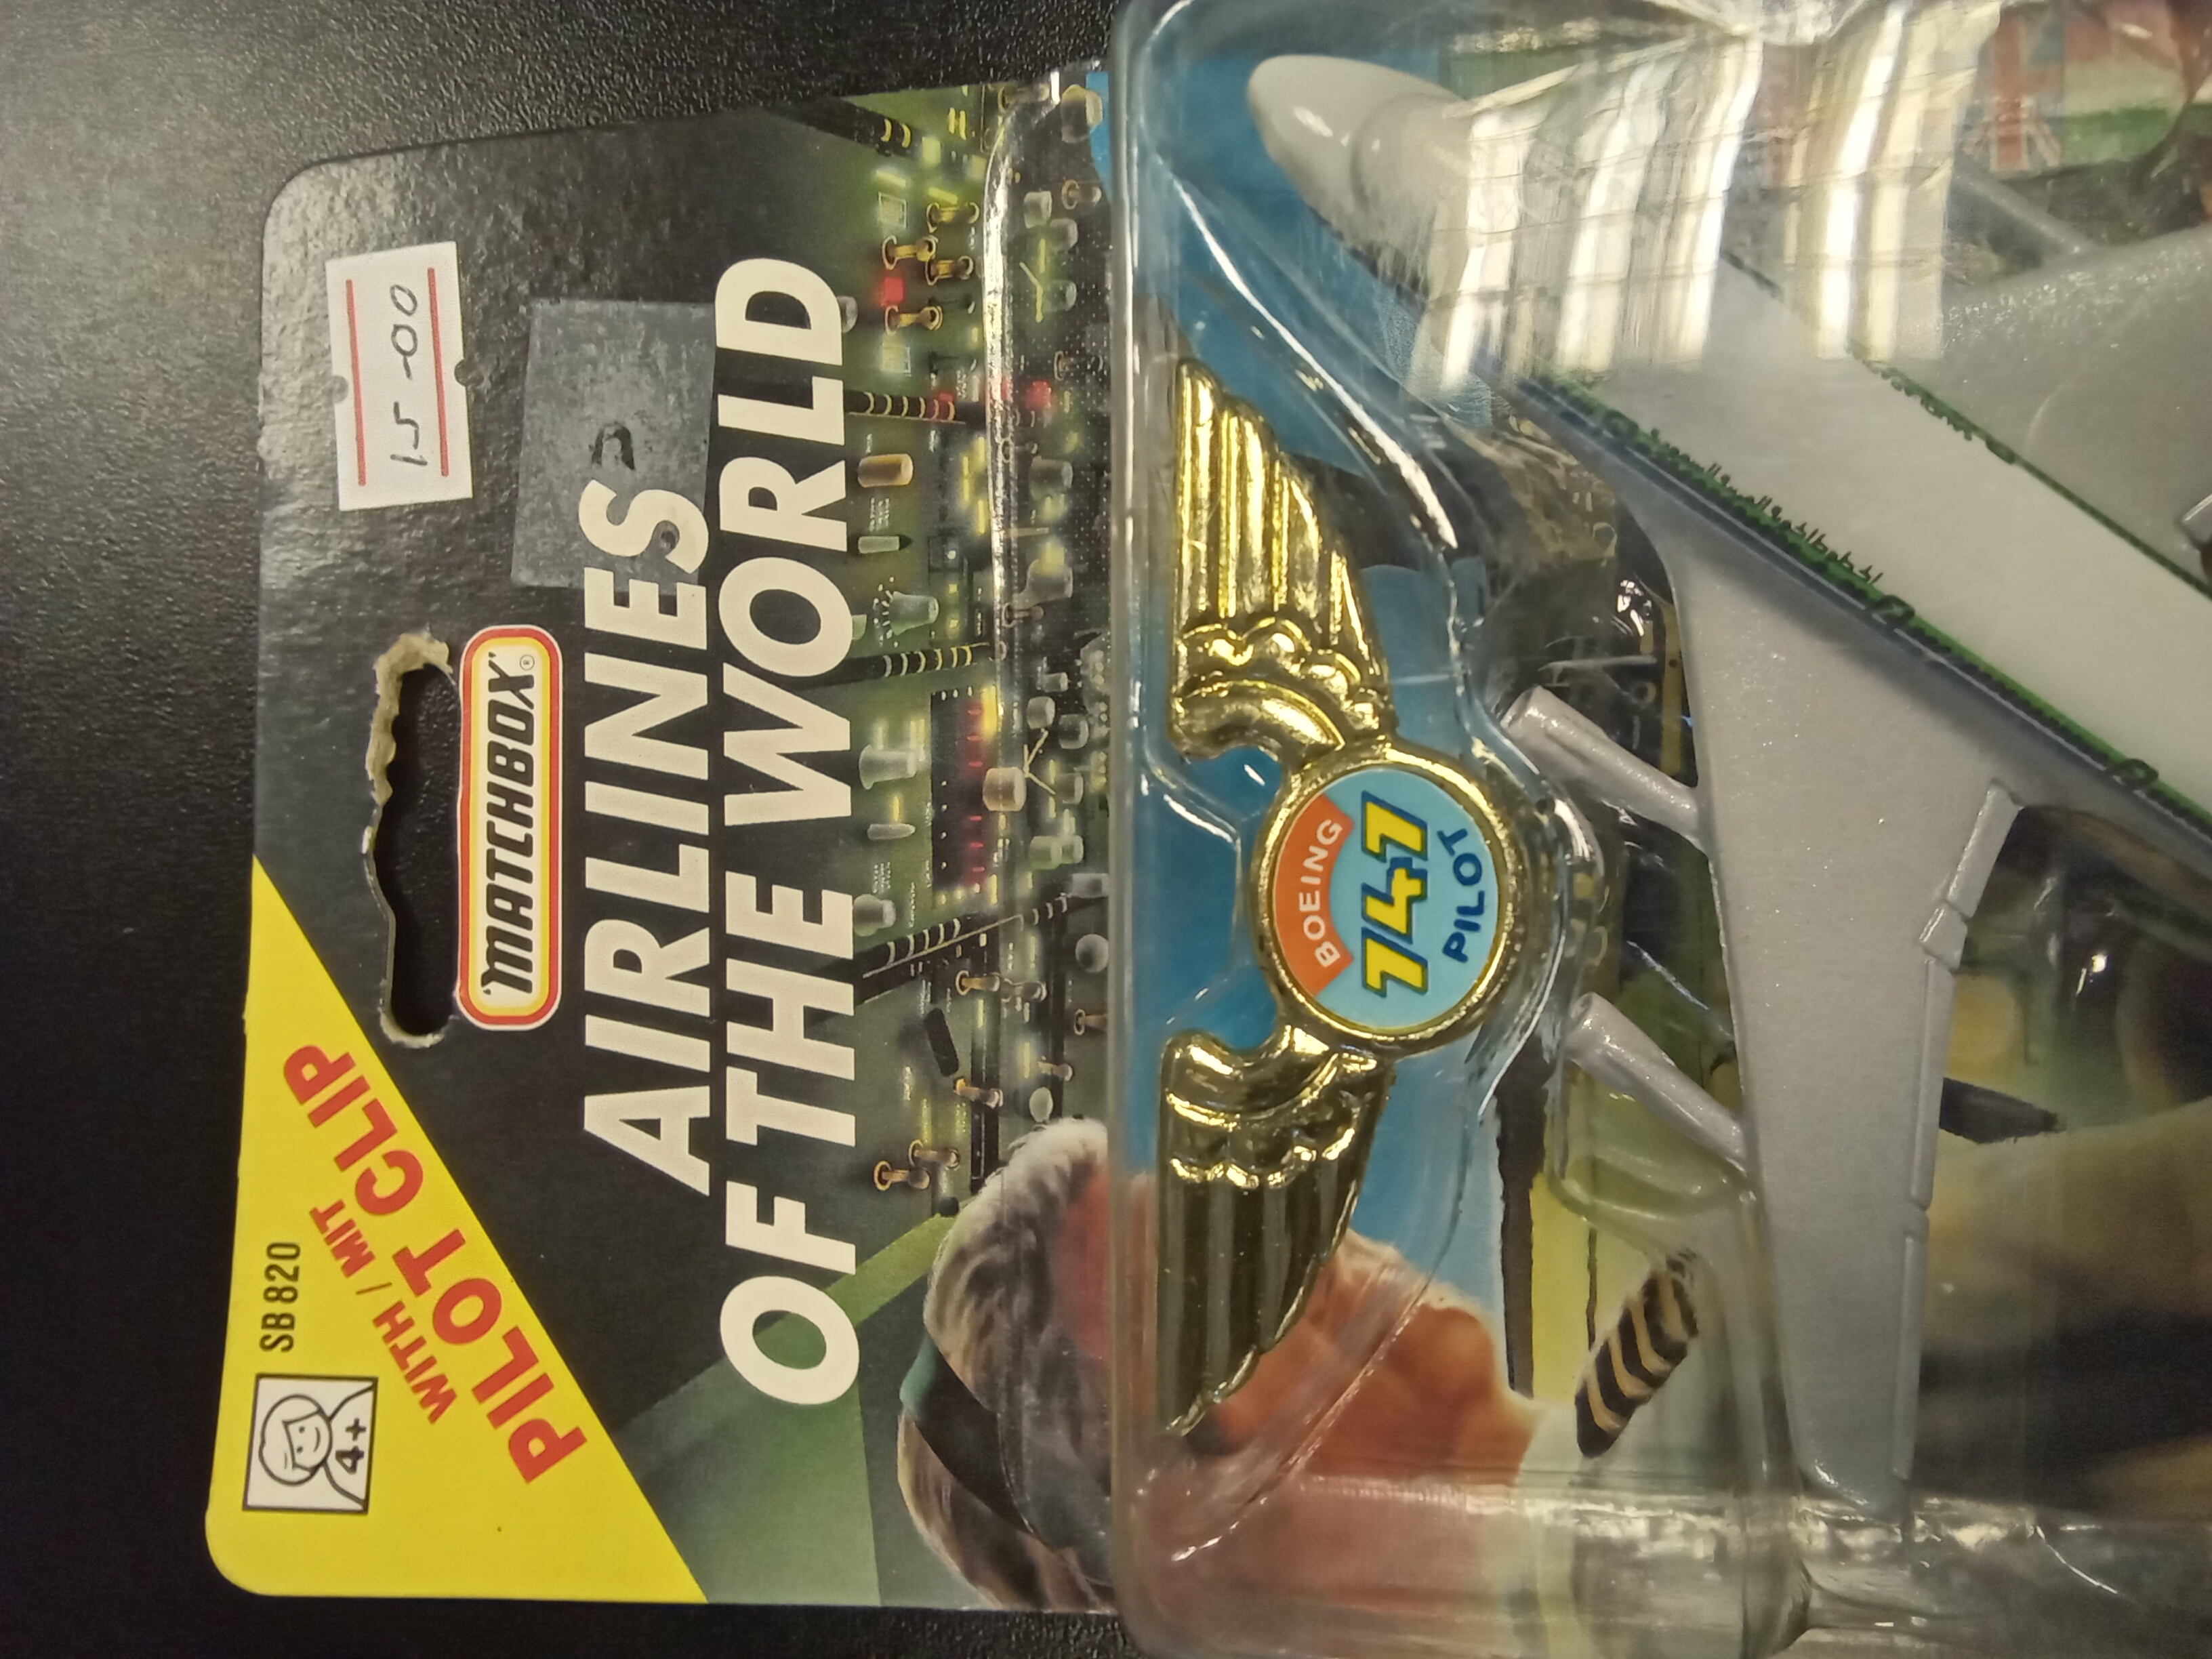 SB 820
4+
WITH / MIT
PILOT CLIP
15-00
MATCHBOX®
AIRLINES
OF THE WORLD
BOEING
747
PILOT